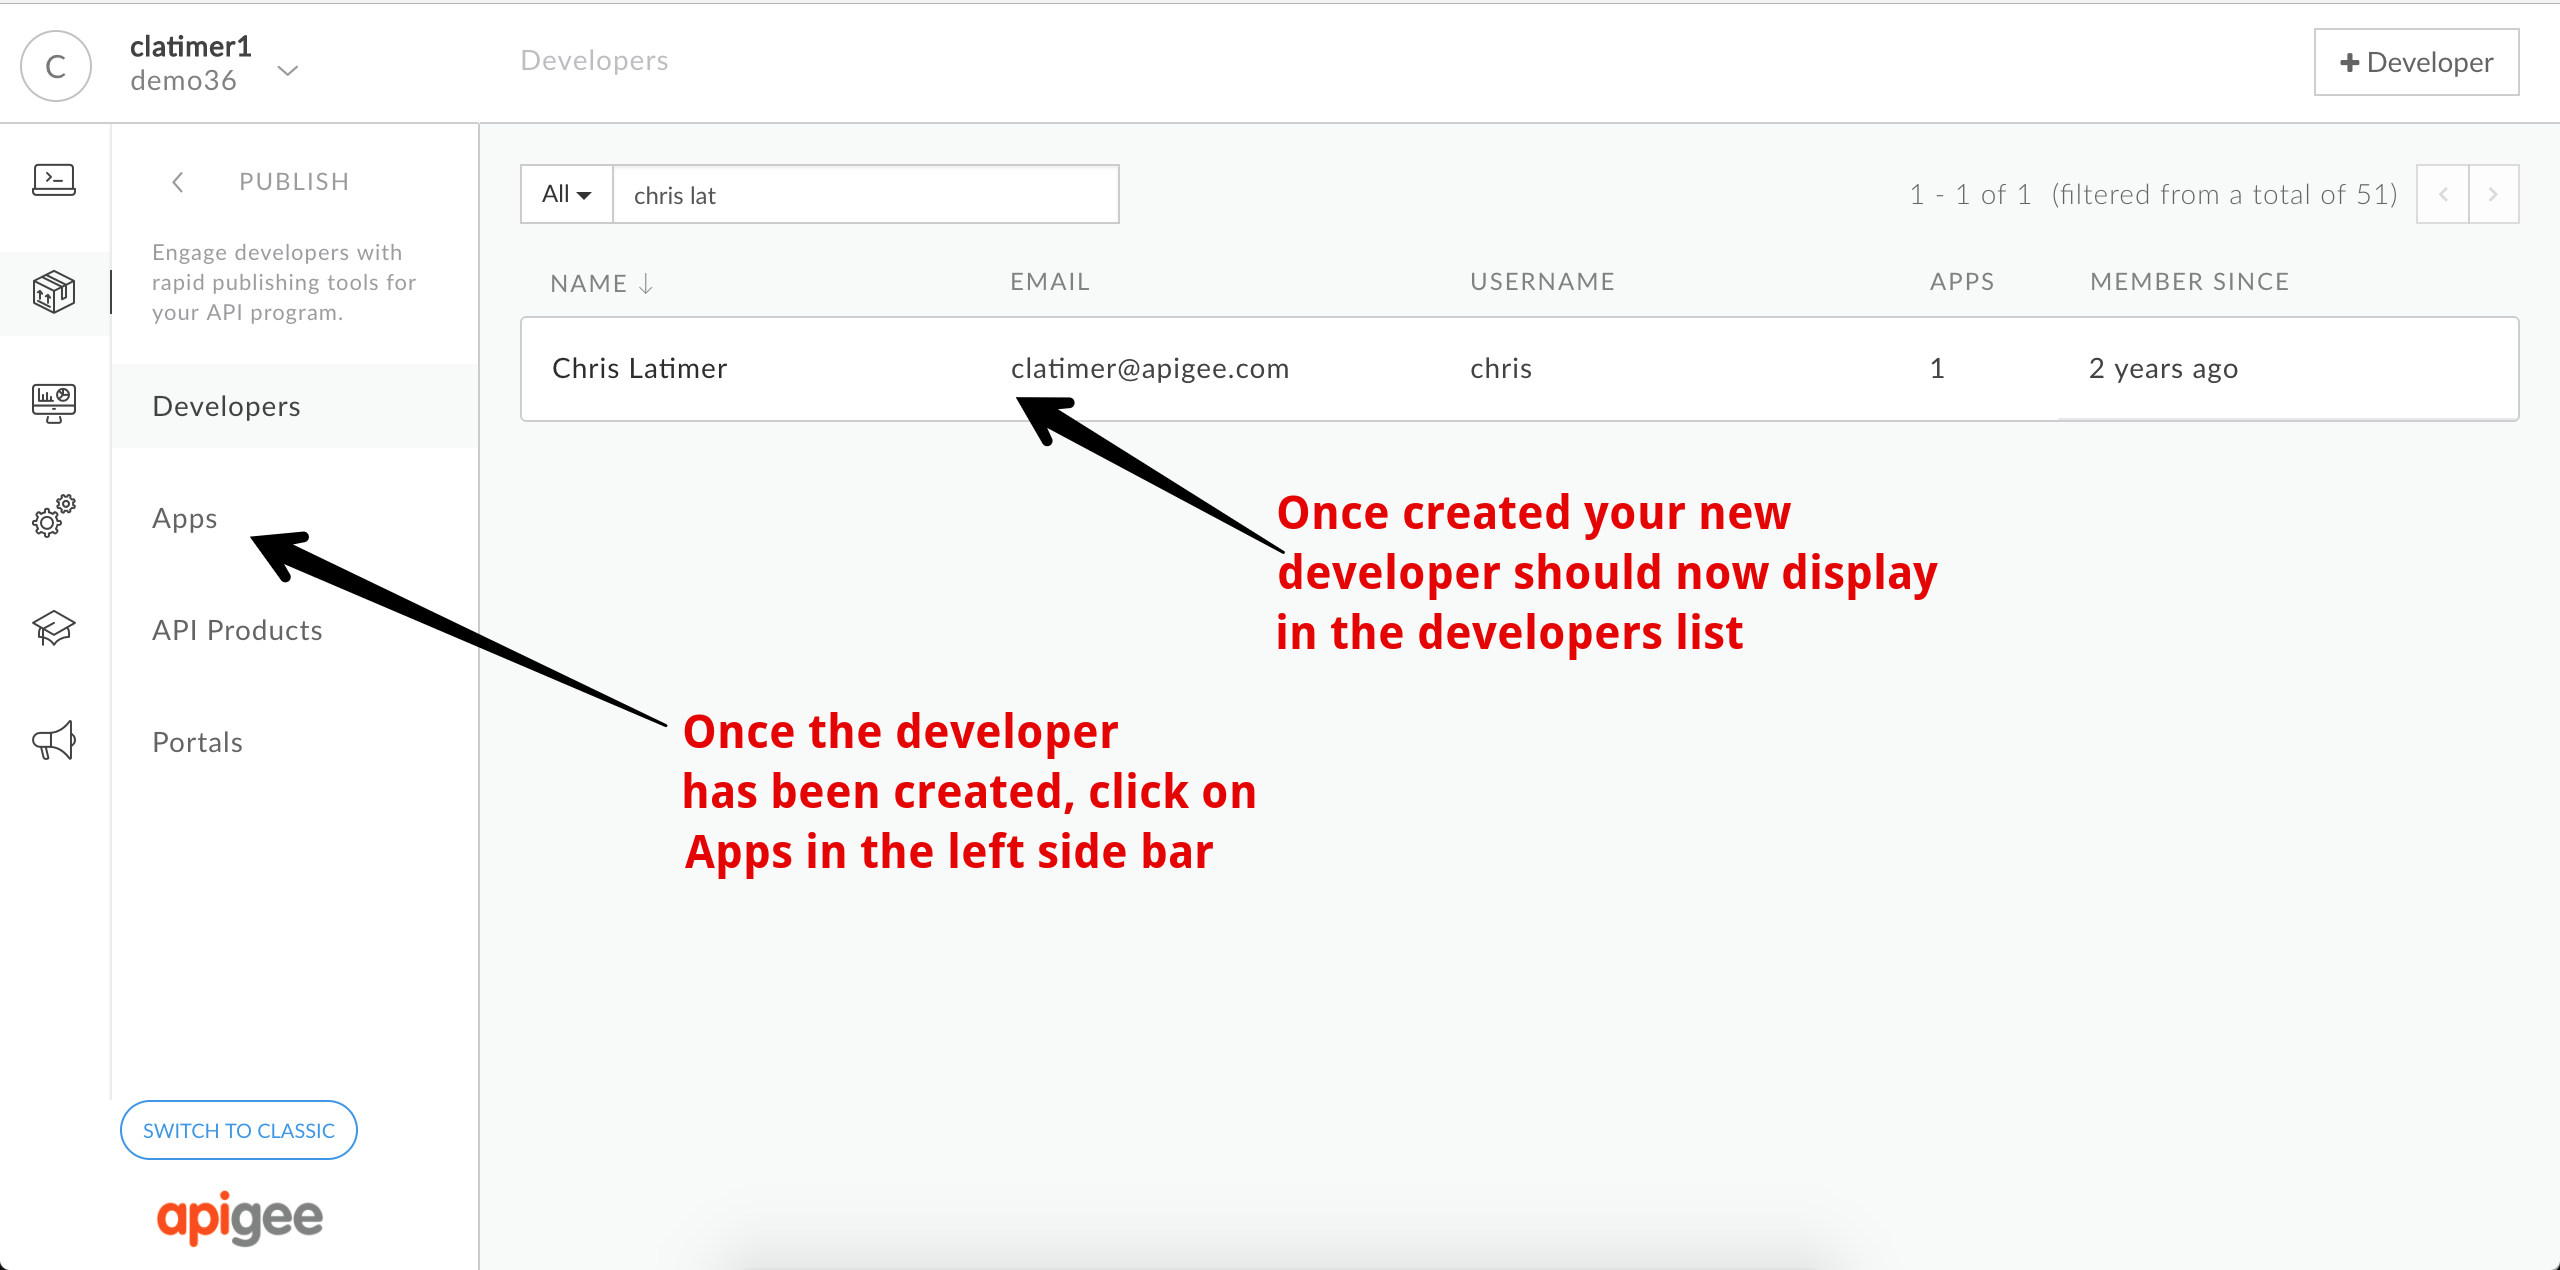 C
clatimer1
demo36
Developers
+ Developer
PUBLISH
Engage developers with
rapid publishing tools for
your API program.
Developers
Apps
API Products
Portals
SWITCH TO CLASSIC
apigee
All
chris lat
1 - 1 of 1 (filtered from a total of 51)
NAME ↓ EMAIL USERNAME APPS MEMBER SINCE
Chris Latimer clatimer@apigee.com chris 1 2 years ago
Once created your new
developer should now display
in the developers list
Once the developer
has been created, click on
Apps in the left side bar